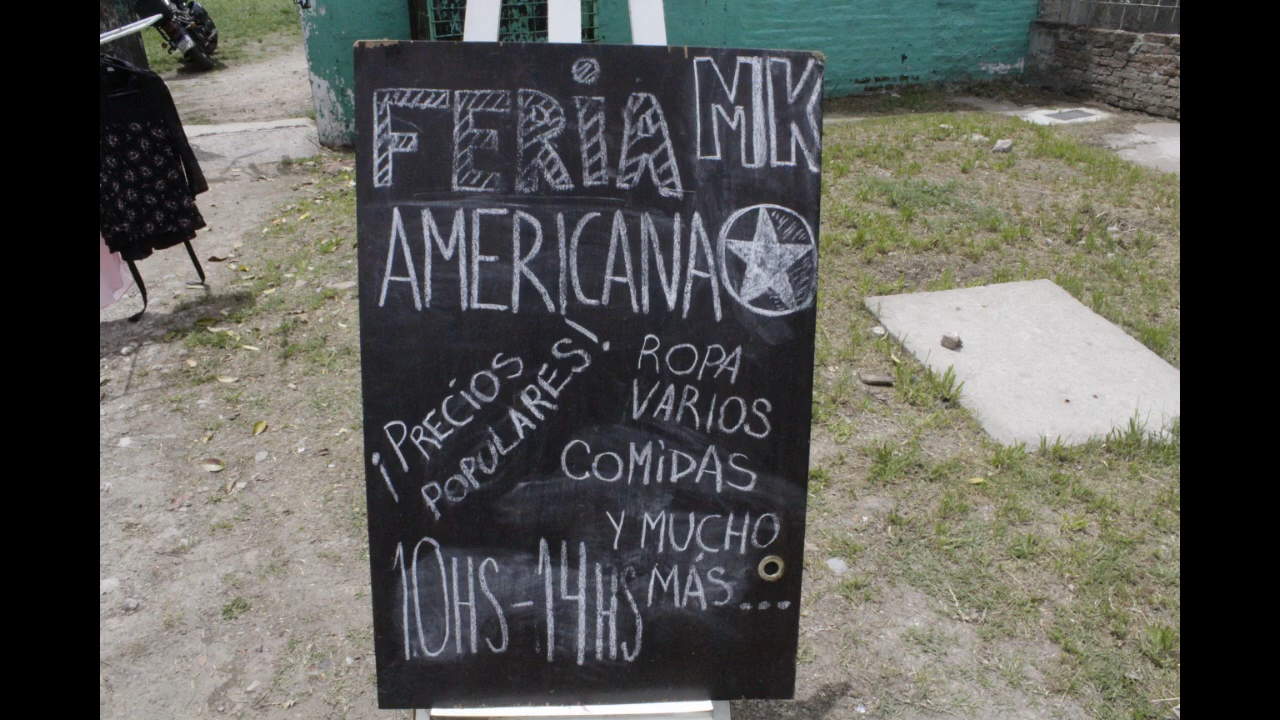 FERiA MK
AMERICANA
¡PRECIOS
POPULARES!
ROPA
VARIOS
COMiDAS
Y MUCHO
MÁS...
10HS-14HS